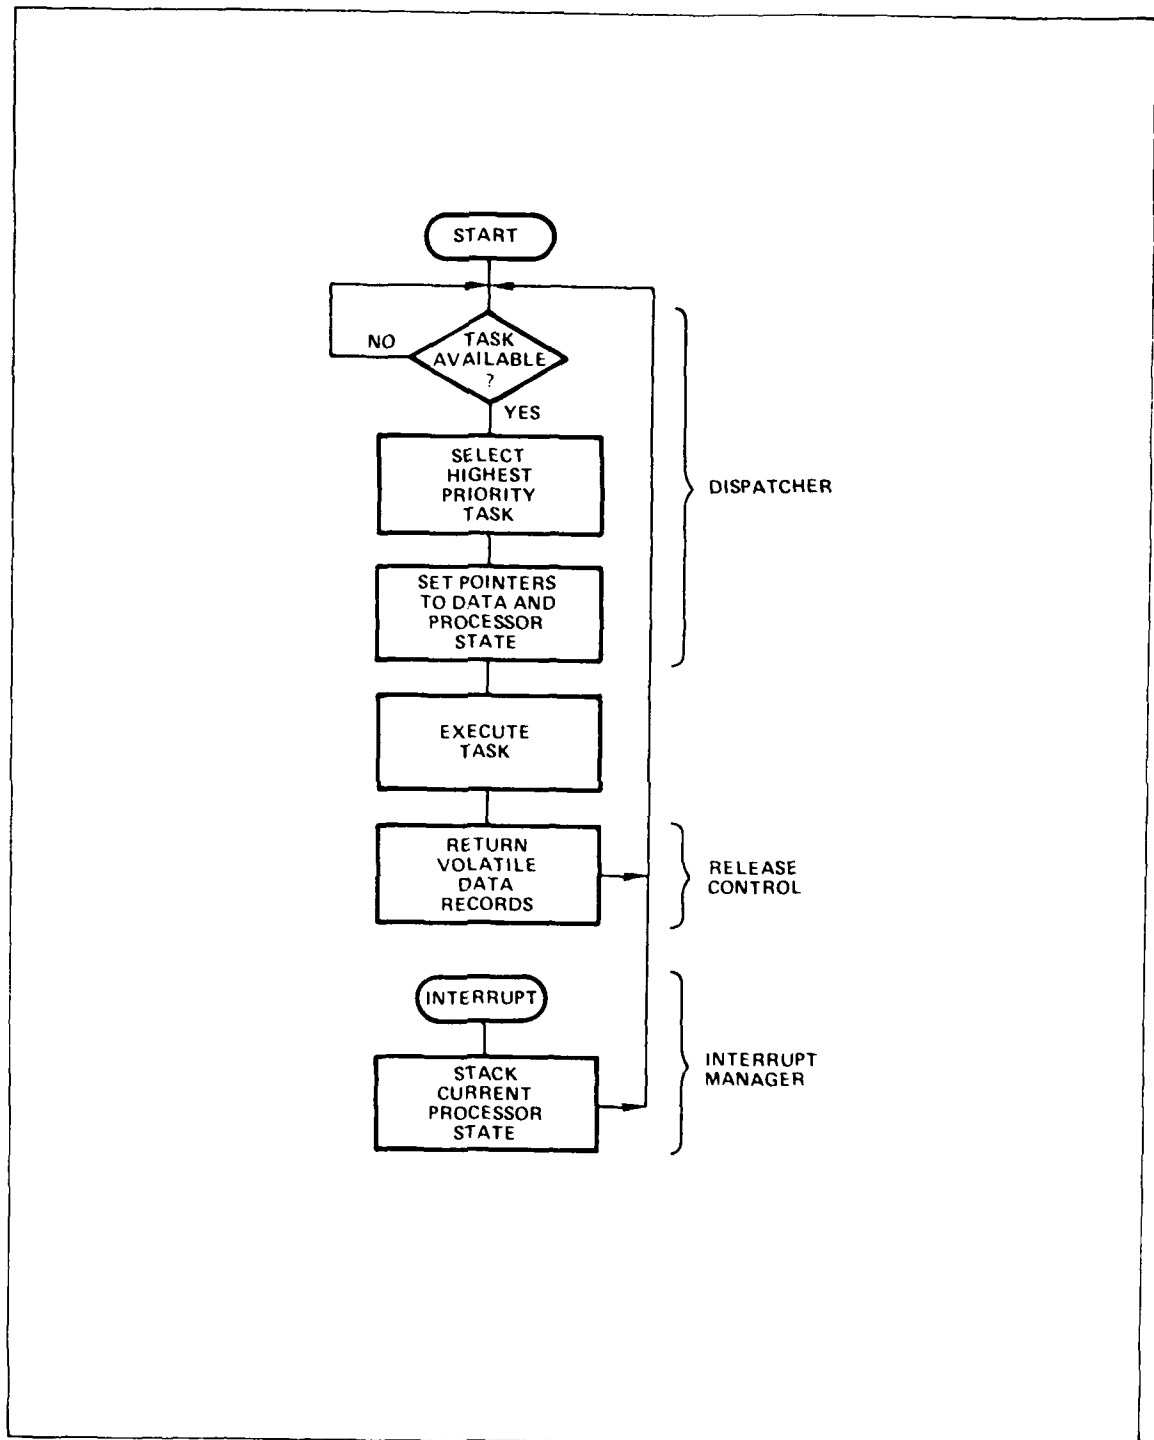 START
NO
TASK
AVAILABLE
?
YES
SELECT
HIGHEST
PRIORITY
TASK
DISPATCHER
SET POINTERS
TO DATA AND
PROCESSOR
STATE
EXECUTE
TASK
RETURN
VOLATILE
DATA
RECORDS
RELEASE
CONTROL
INTERRUPT
STACK
CURRENT
PROCESSOR
STATE
INTERRUPT
MANAGER